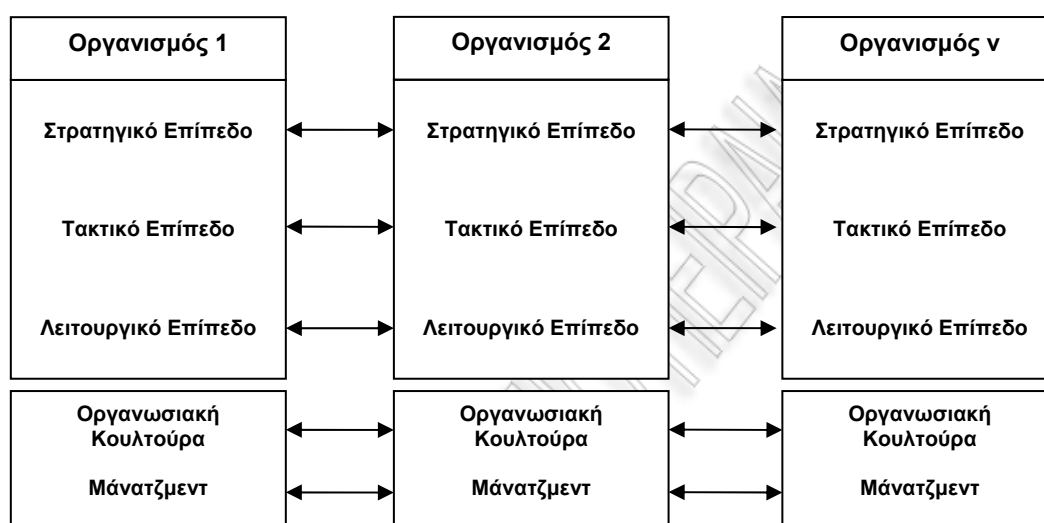 Οργανισμός 1
Οργανισμός 2
Οργανισμός ν
Στρατηγικό Επίπεδο
Στρατηγικό Επίπεδο
Στρατηγικό Επίπεδο
Τακτικό Επίπεδο
Τακτικό Επίπεδο
Τακτικό Επίπεδο
Λειτουργικό Επίπεδο
Λειτουργικό Επίπεδο
Λειτουργικό Επίπεδο
Οργανωσιακή
Κουλτούρα
Οργανωσιακή
Κουλτούρα
Οργανωσιακή
Κουλτούρα
Μάνατζμεντ
Μάνατζμεντ
Μάνατζμεντ